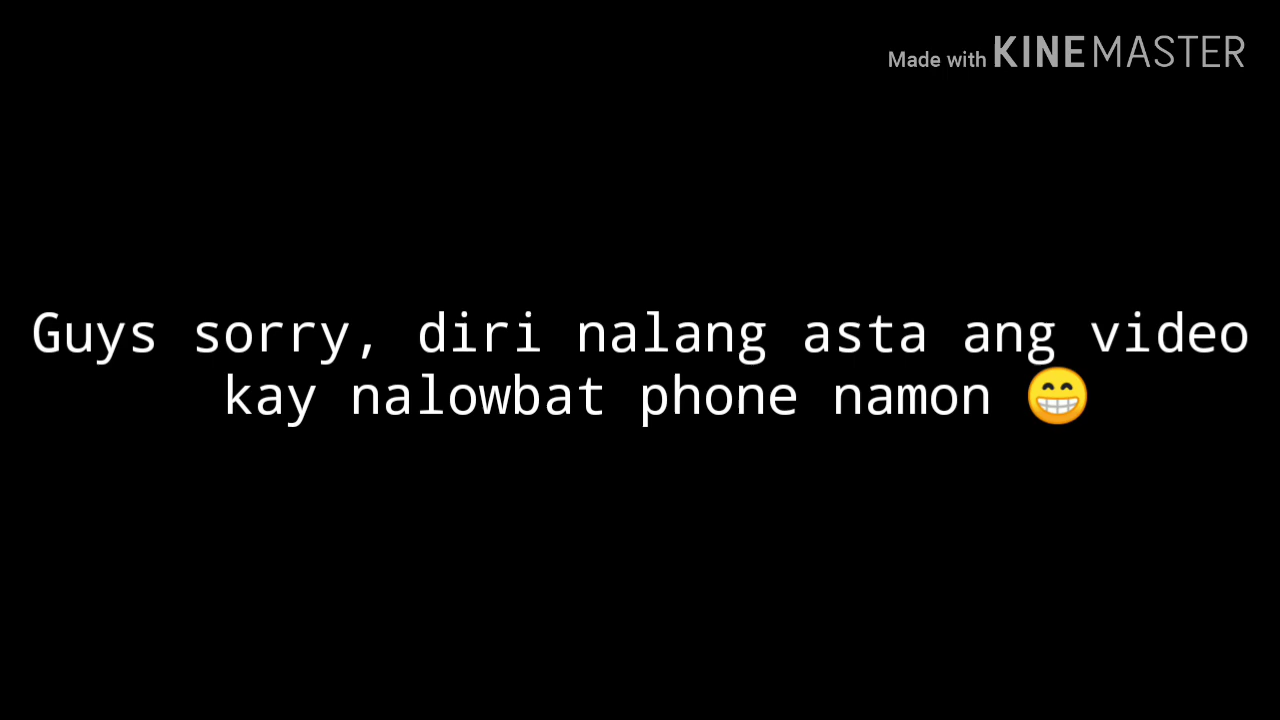 Made with KINEMASTER
Guys sorry, diri nalang asta ang video
kay nalowbat phone namon 😁